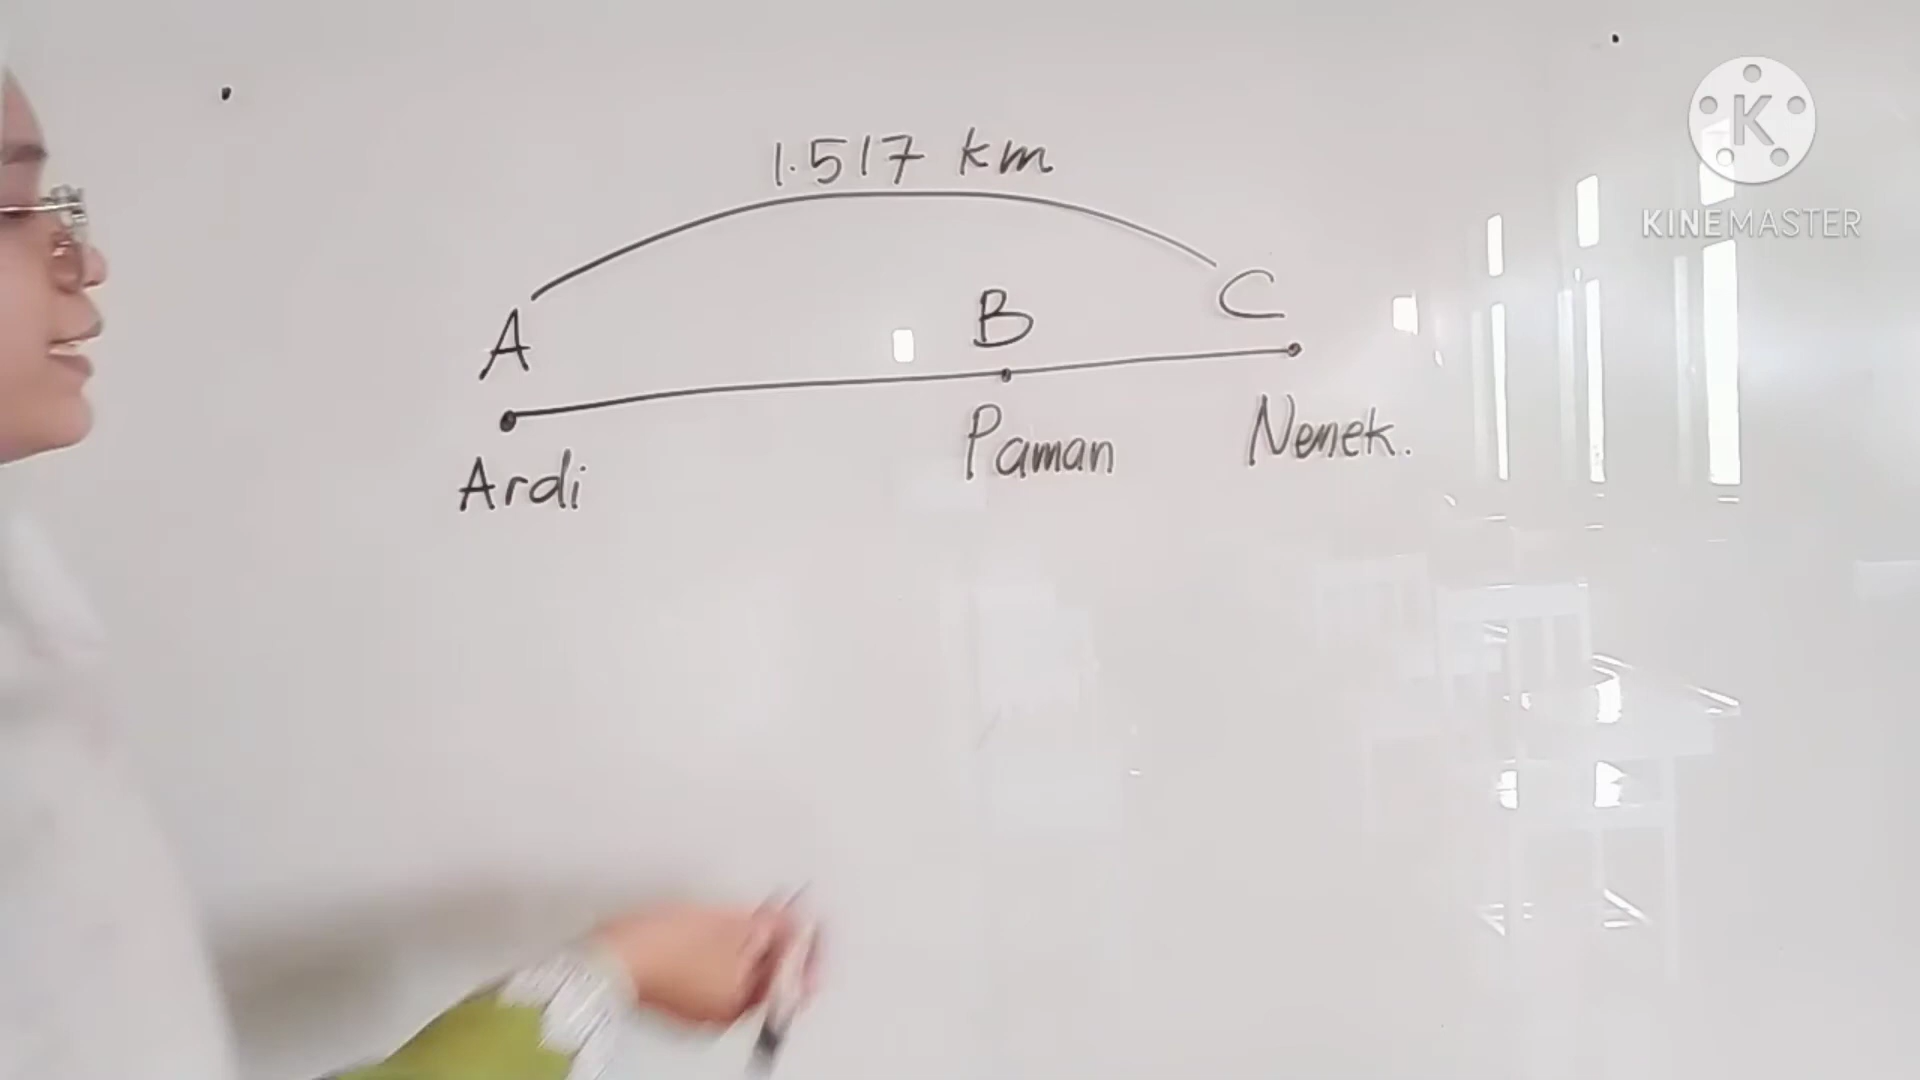 1.517 km
A
B
C
Ardi
Paman
Nenek.
K
KINEMASTER